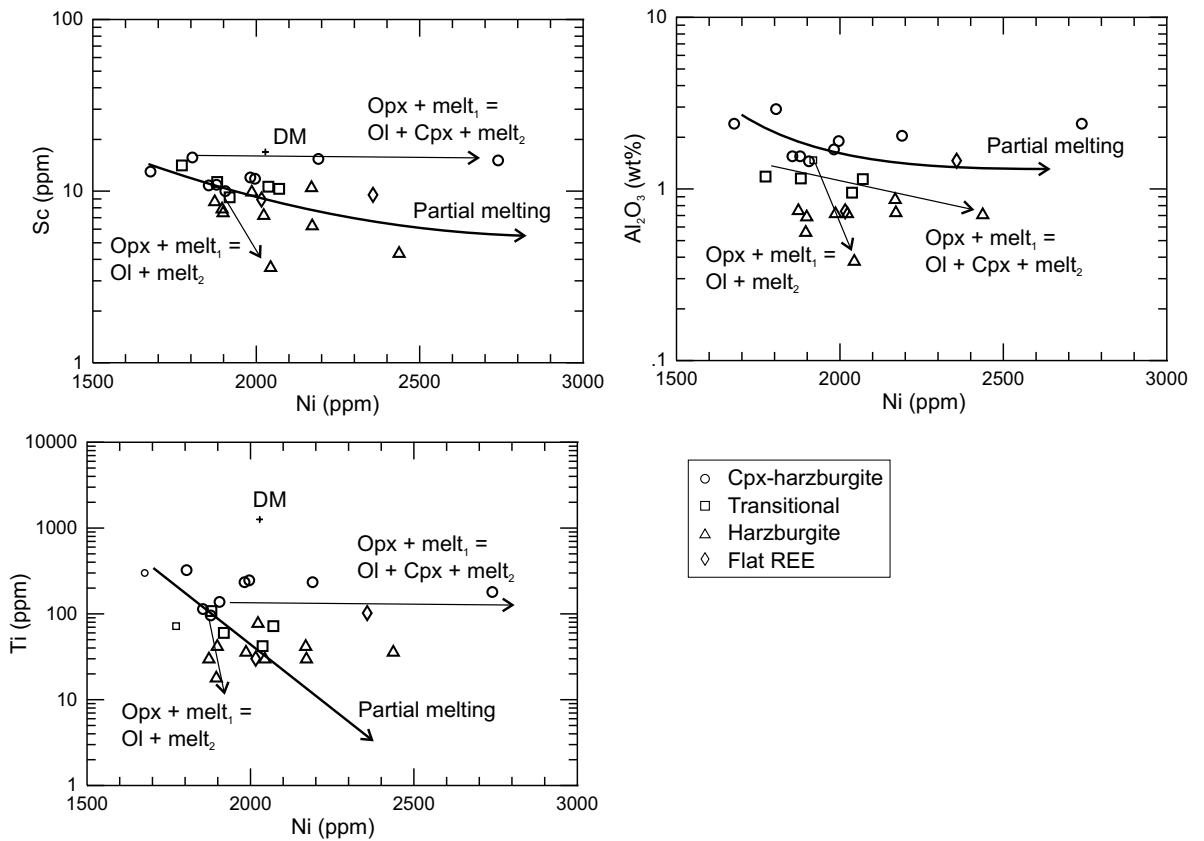 100
10
1
Sc (ppm)
1500
2000
2500
3000
Ni (ppm)
DM
Opx + melt₁ =
Ol + Cpx + melt₂
Partial melting
Opx + melt₁ =
Ol + melt₂
10
1
.1
Al₂O₃ (wt%)
1500
2000
2500
3000
Ni (ppm)
Partial melting
Opx + melt₁ =
Ol + Cpx + melt₂
Opx + melt₁ =
Ol + melt₂
10000
1000
100
10
1
Ti (ppm)
1500
2000
2500
3000
Ni (ppm)
DM
Opx + melt₁ =
Ol + Cpx + melt₂
Partial melting
Opx + melt₁ =
Ol + melt₂
Cpx-harzburgite
Transitional
Harzburgite
Flat REE